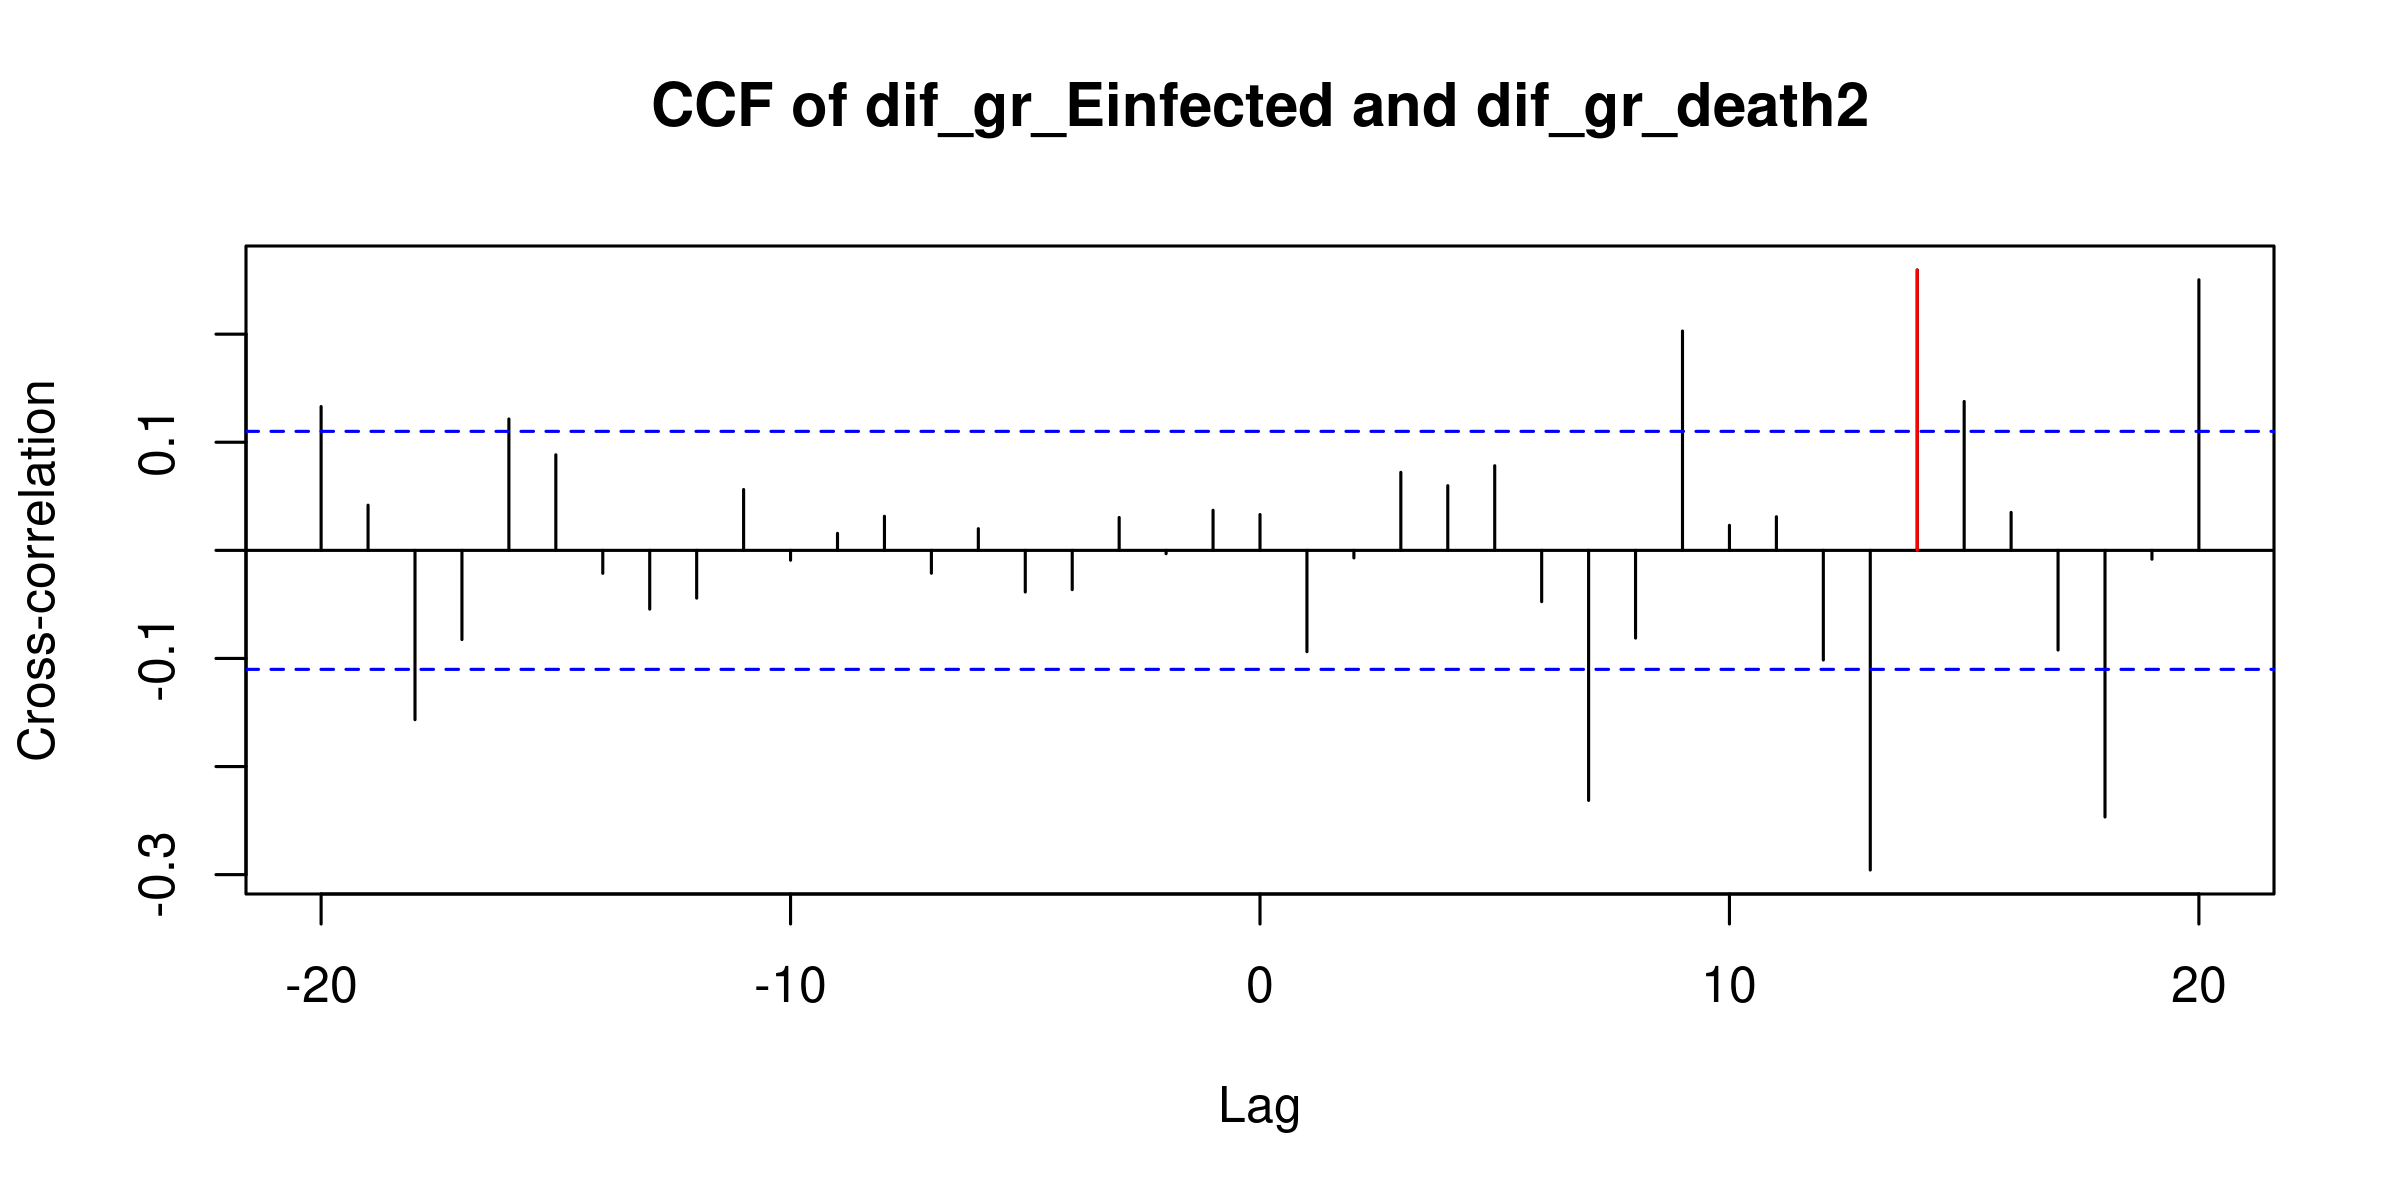 CCF of dif_gr_Einfected and dif_gr_death2
Cross-correlation
0.1
-0.1
-0.3
-20 -10 0 10 20
Lag